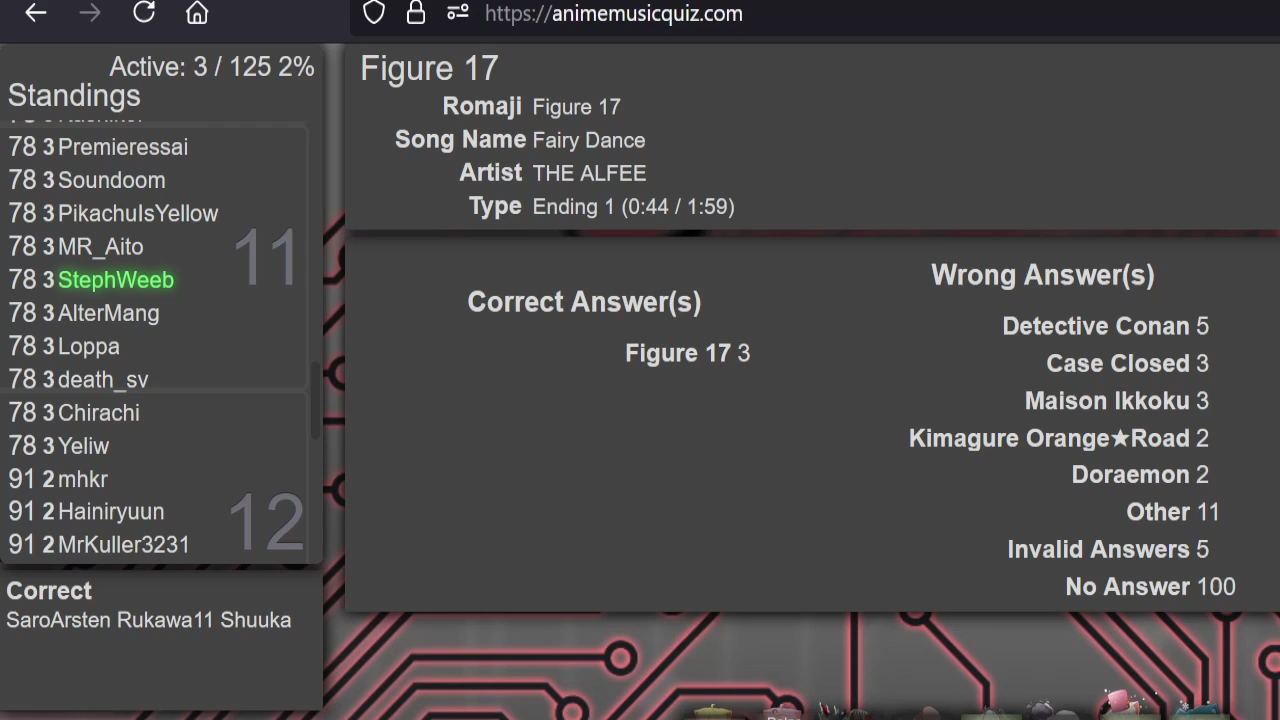 https://animemusicquiz.com
Active: 3 / 125 2%
Standings
78 3 Premieressai
78 3 Soundoom
78 3 PikachuIsYellow
78 3 MR_Aito
11
78 3 StephWeeb
78 3 AlterMang
78 3 Loppa
78 3 death_sv
78 3 Chirachi
78 3 Yeliw
91 2 mhkr
91 2 Hainiryuun
12
91 2 MrKuller3231
Correct
SaroArsten Rukawa11 Shuuka
Figure 17
Romaji Figure 17
Song Name Fairy Dance
Artist THE ALFEE
Type Ending 1 (0:44 / 1:59)
Correct Answer(s)
Figure 17 3
Wrong Answer(s)
Detective Conan 5
Case Closed 3
Maison Ikkoku 3
Kimagure Orange★Road 2
Doraemon 2
Other 11
Invalid Answers 5
No Answer 100